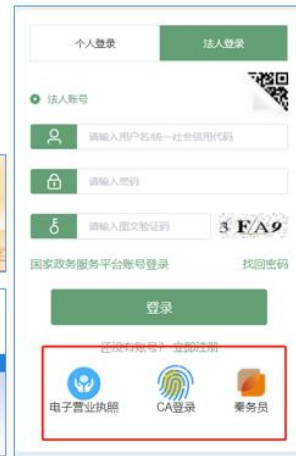 个人登录 法人登录
法人账号
请输入用户名/统一社会信用代码
请输入密码
请输入图文验证码 3 FA9
国家政务服务平台账号登录 找回密码
登录
还没有账号？ 立即注册
电子营业执照 CA登录 秦务员